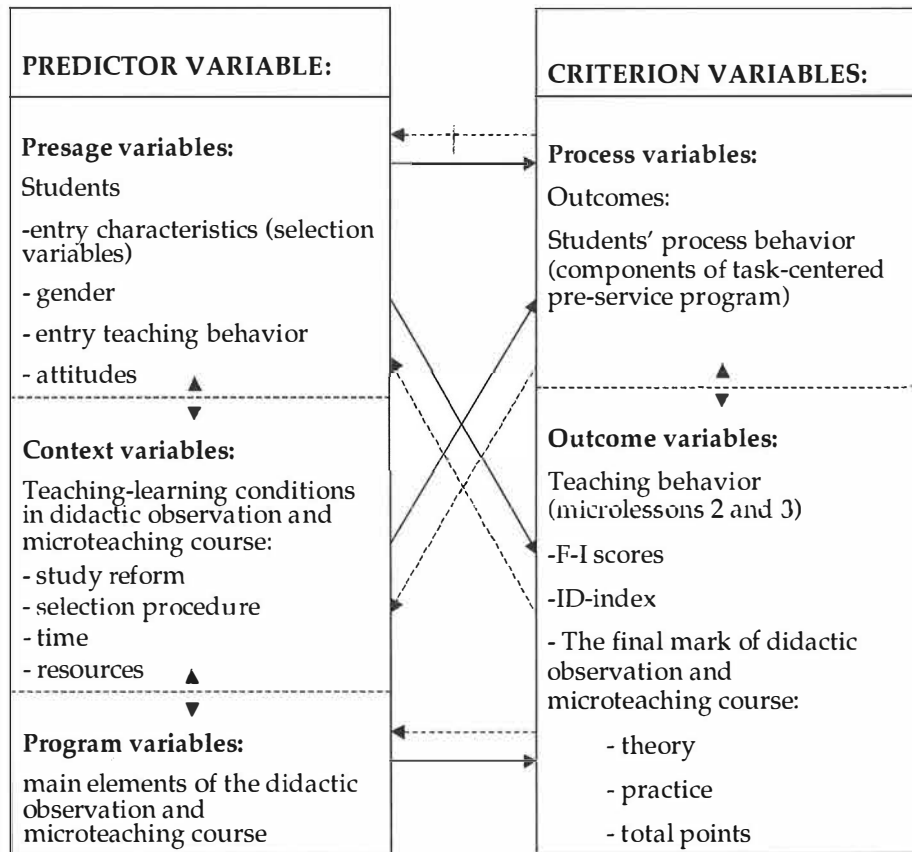 PREDICTOR VARIABLE:
Presage variables:
Students
-entry characteristics (selection
variables)
- gender
- entry teaching behavior
- attitudes
Context variables:
Teaching-learning conditions
in didactic observation and
microteaching course:
- study reform
- selection procedure
- time
- resources
Program variables:
main elements of the didactic
observation and
microteaching course
CRITERION VARIABLES:
Process variables:
Outcomes:
Students' process behavior
(components of task-centered
pre-service program)
Outcome variables:
Teaching behavior
(microlessons 2 and 3)
-F-I scores
-ID-index
- The final mark of didactic
observation and
microteaching course:
- theory
- practice
- total points